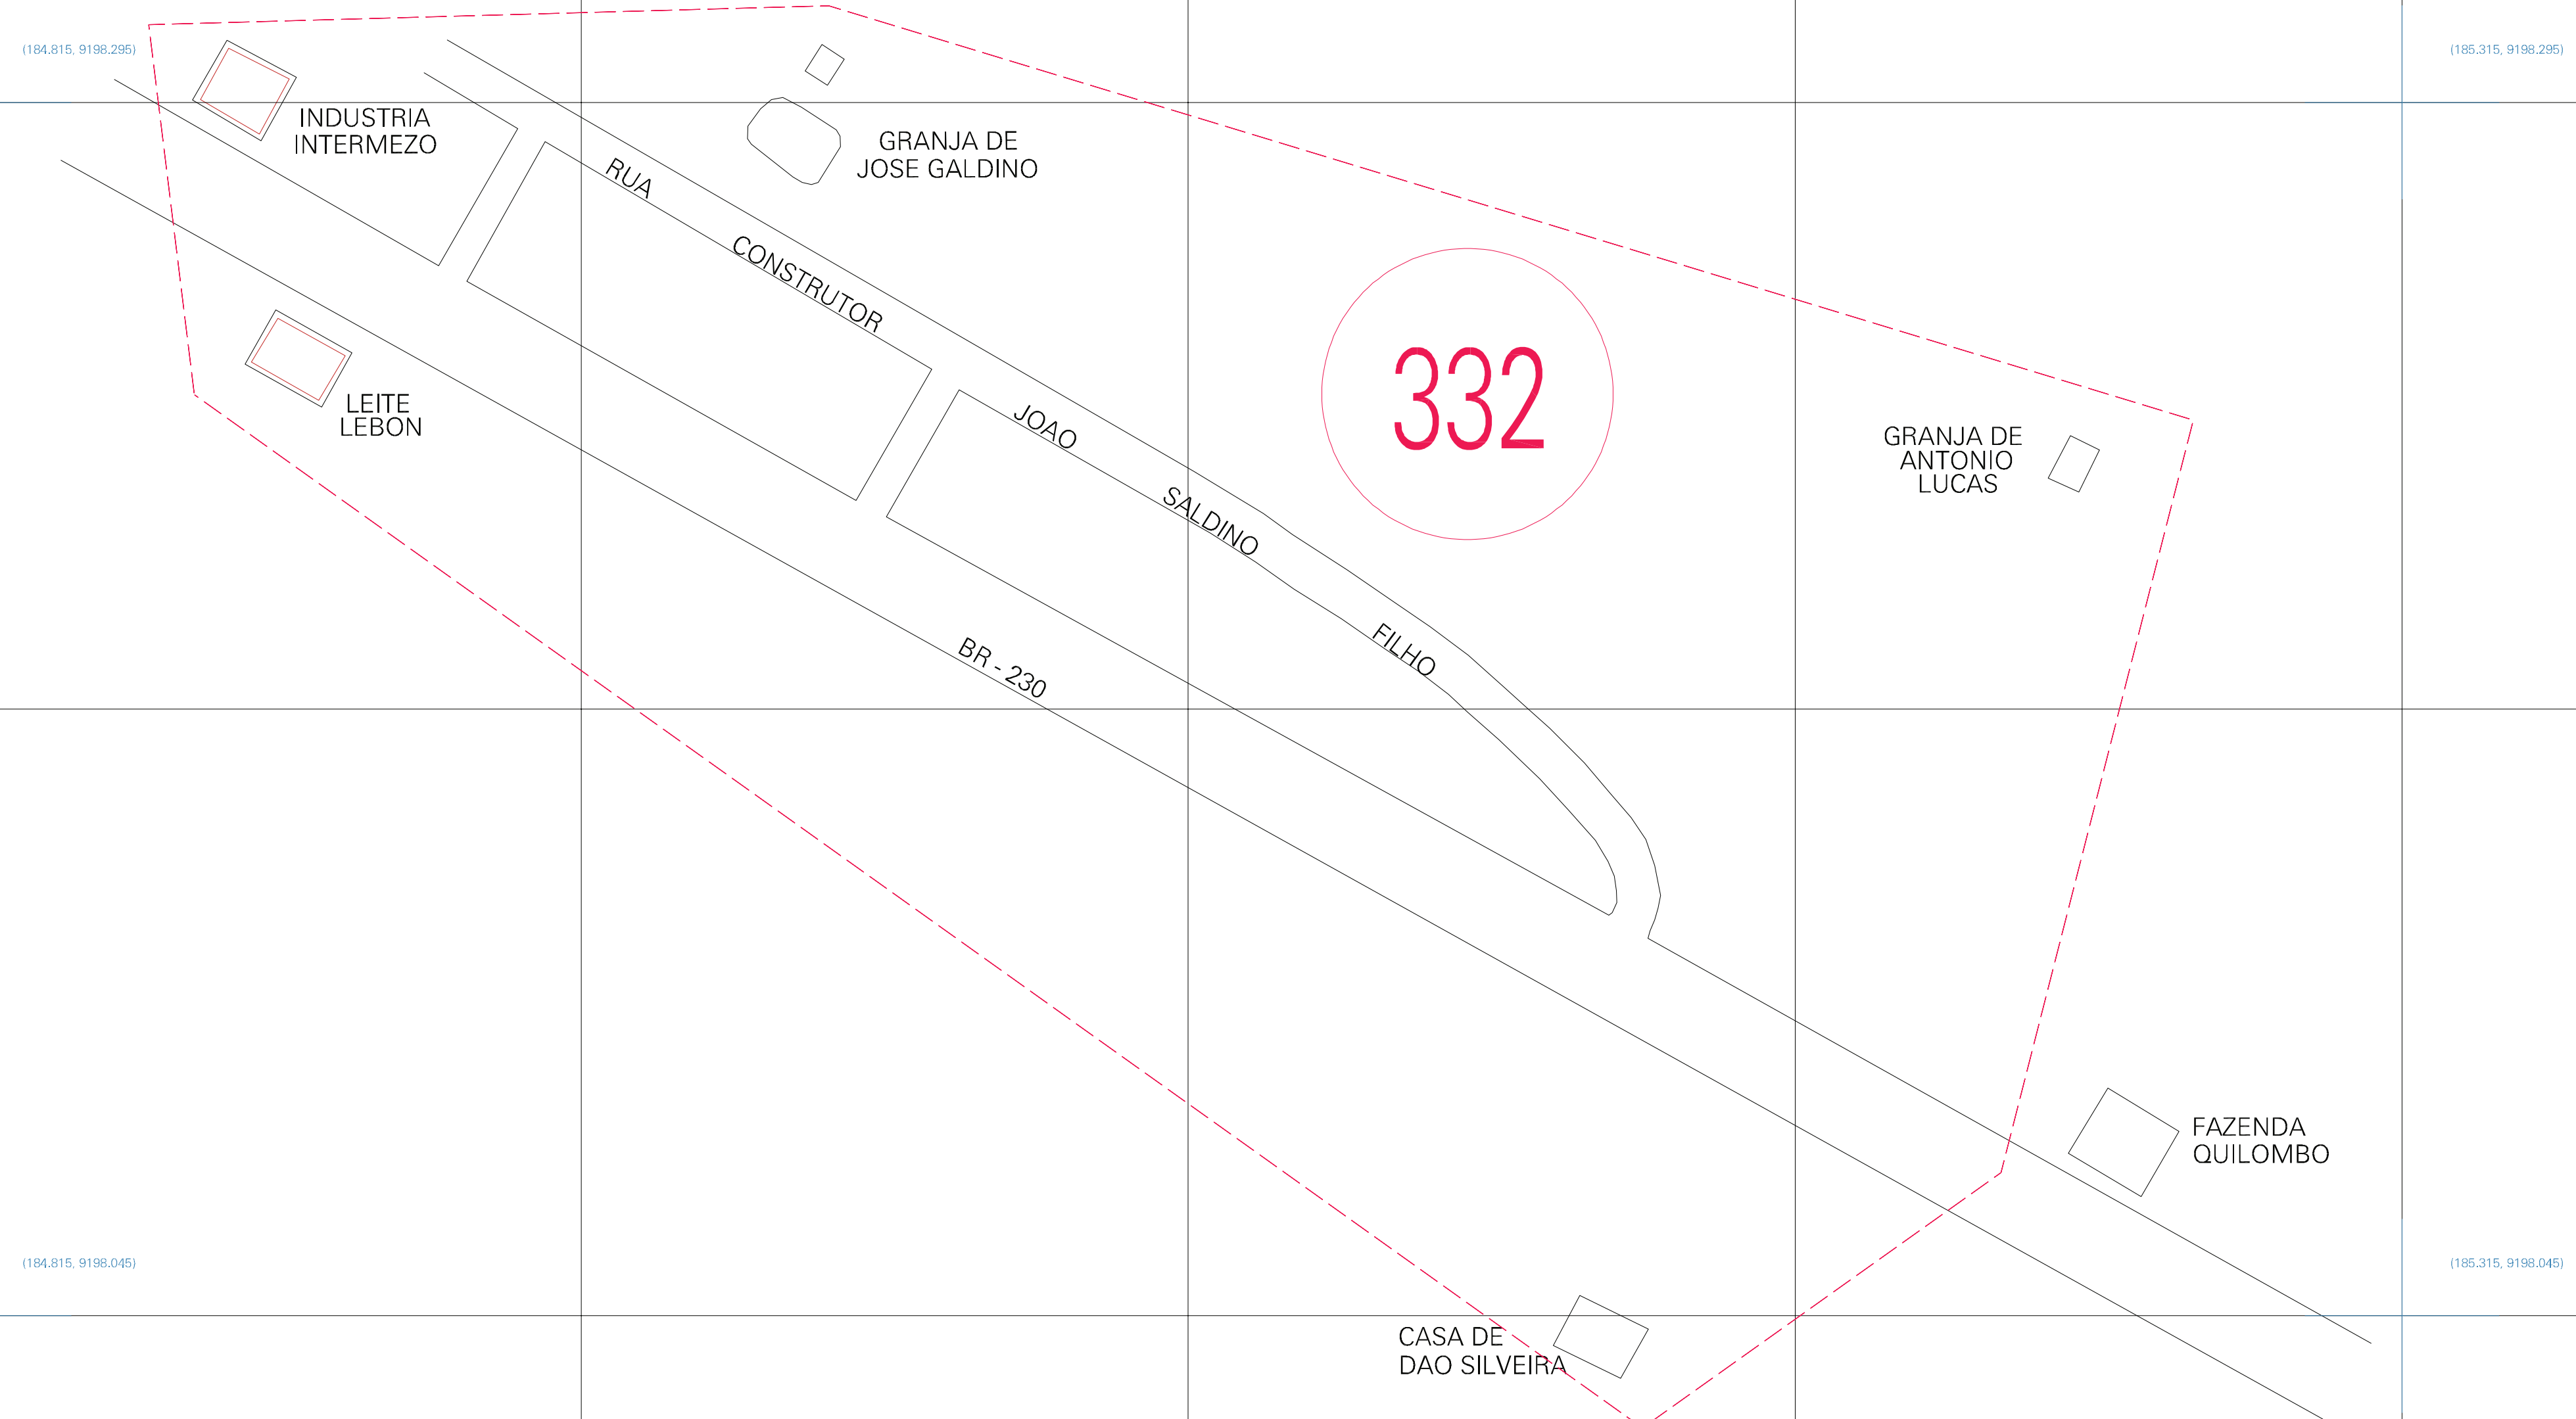 (184.815, 9198.295)
(185.315, 9198.295)
INDUSTRIA
INTERMEZO
GRANJA DE
JOSE GALDINO
RUA CONSTRUTOR JOAO SALDINO FILHO
332
LEITE
LEBON
GRANJA DE
ANTONIO
LUCAS
BR - 230
FAZENDA
QUILOMBO
(184.815, 9198.045)
(185.315, 9198.045)
CASA DE
DAO SILVEIRA